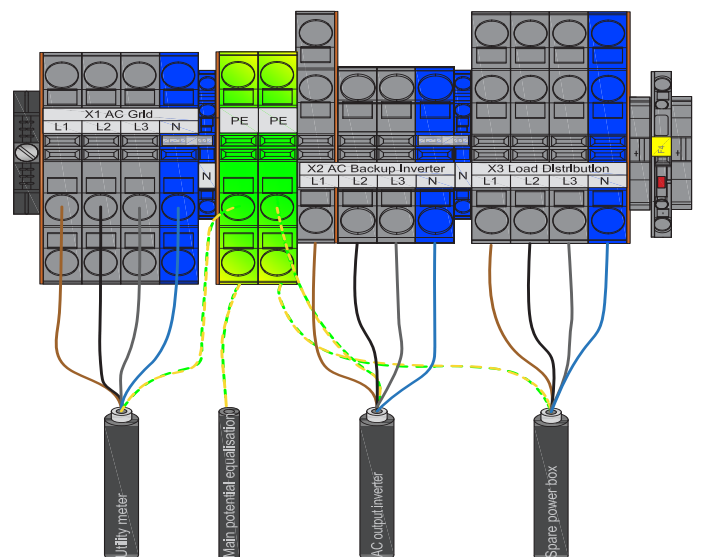 X1 AC Grid
L1 L2 L3 N
N
PE PE
X2 AC Backup Inverter
L1 L2 L3 N
N
X3 Load Distribution
L1 L2 L3 N
F4
+ +
Utility meter
Main potential equalisation
AC output inverter
Spare power box